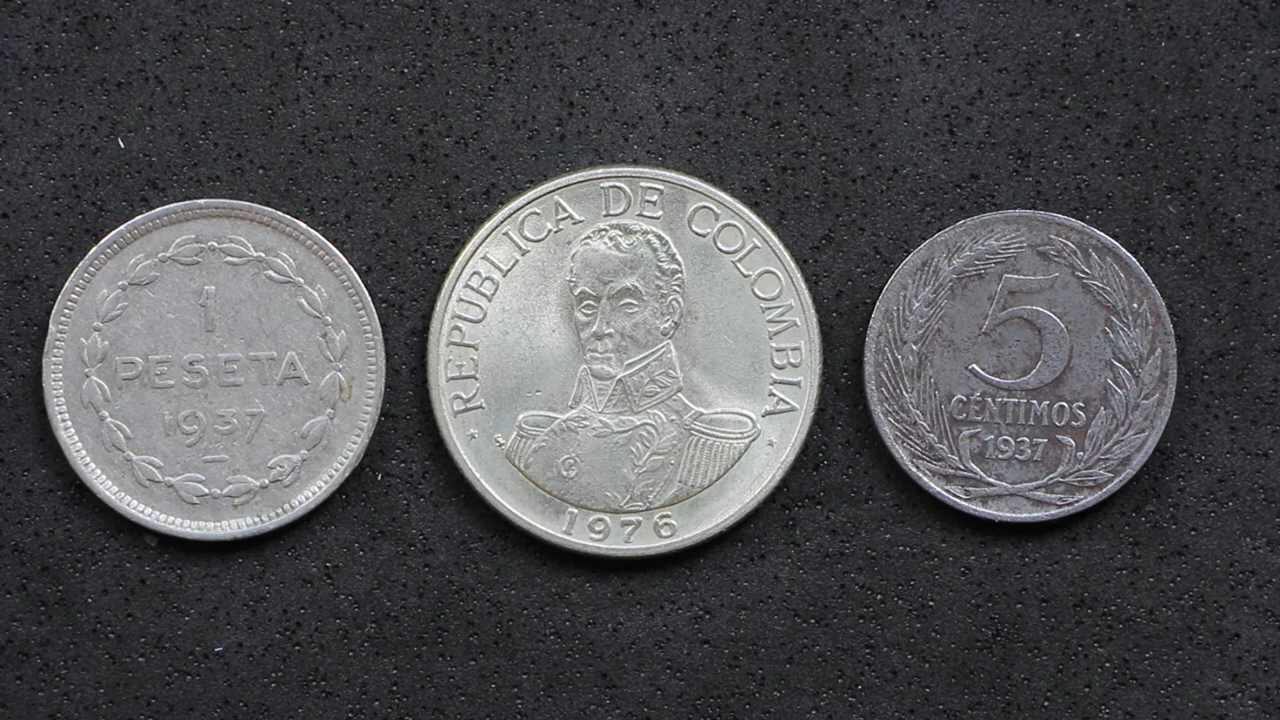 1
PESETA
1937
REPUBLICA DE COLOMBIA
1976
5
CÉNTIMOS
1937